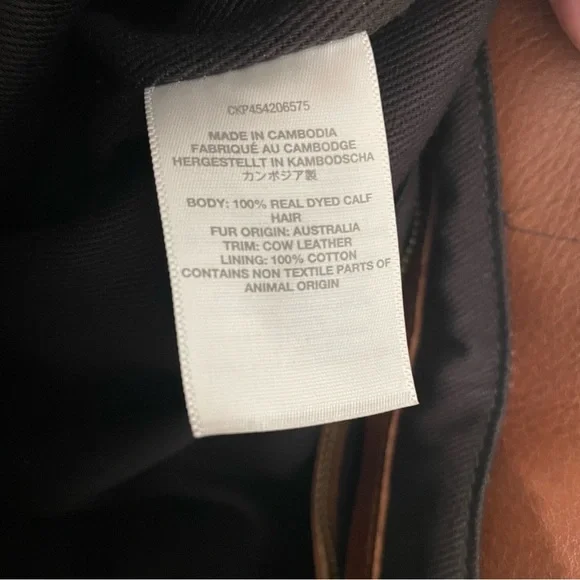 CKP454206575
MADE IN CAMBODIA
FABRIQUÉ AU CAMBODGE
HERGESTELLT IN KAMBODSCHA
カンボジア製
BODY: 100% REAL DYED CALF
HAIR
FUR ORIGIN: AUSTRALIA
TRIM: COW LEATHER
LINING: 100% COTTON
CONTAINS NON TEXTILE PARTS OF
ANIMAL ORIGIN